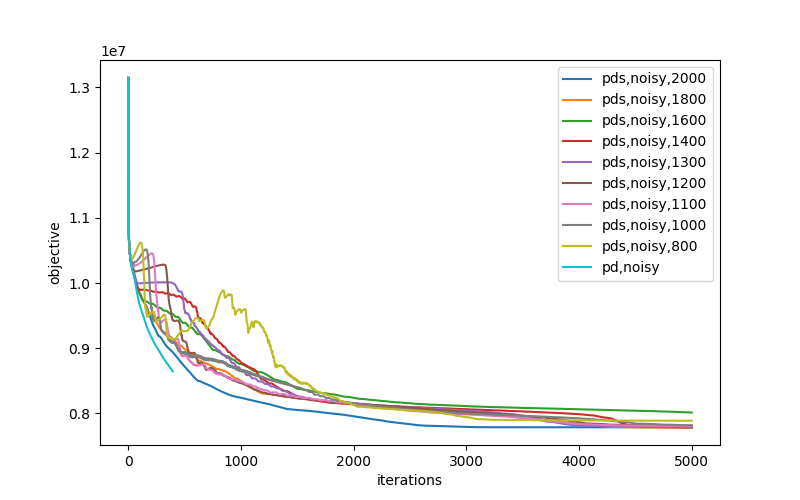 1e7
1.3
1.2
1.1
1.0
0.9
0.8
objective
0
1000
2000
3000
4000
5000
iterations
pds,noisy,2000
pds,noisy,1800
pds,noisy,1600
pds,noisy,1400
pds,noisy,1300
pds,noisy,1200
pds,noisy,1100
pds,noisy,1000
pds,noisy,800
pd,noisy